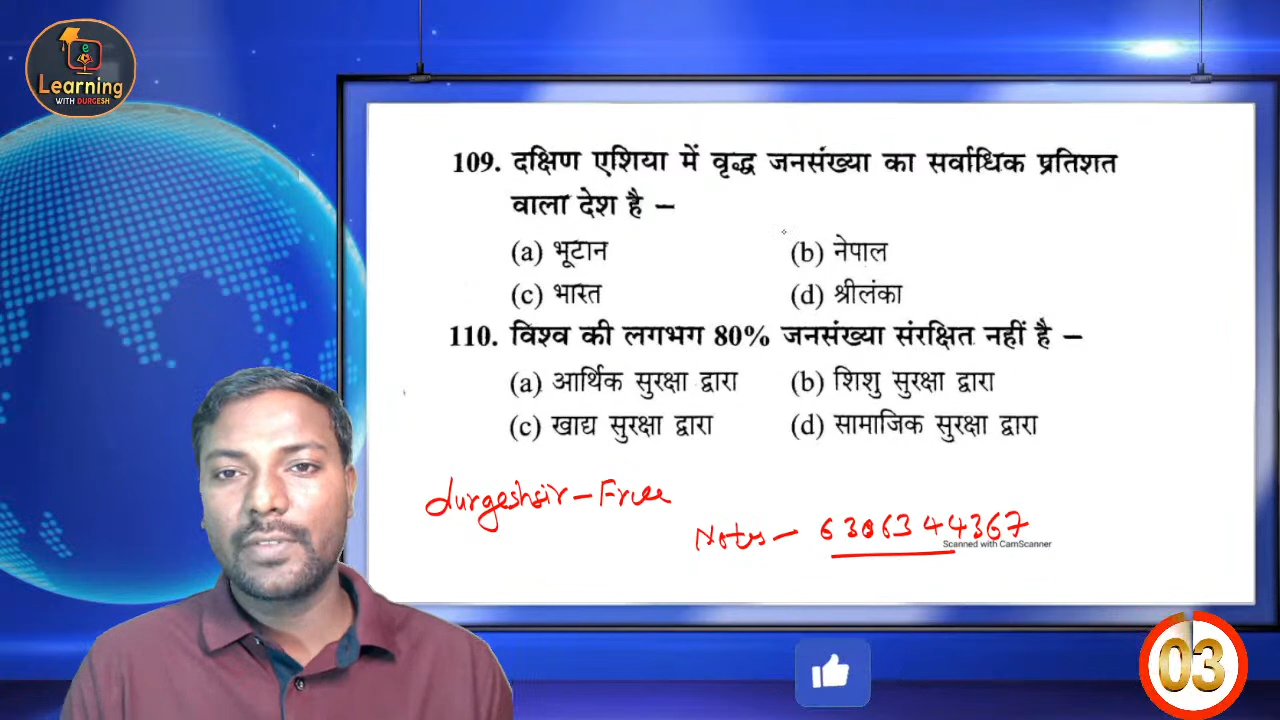 e
Learning
WITH DURGESH
109. दक्षिण एशिया में वृद्ध जनसंख्या का सर्वाधिक प्रतिशत
वाला देश है –
(a) भूटान (b) नेपाल
(c) भारत (d) श्रीलंका
110. विश्व की लगभग 80% जनसंख्या संरक्षित नहीं है –
(a) आर्थिक सुरक्षा द्वारा (b) शिशु सुरक्षा द्वारा
(c) खाद्य सुरक्षा द्वारा (d) सामाजिक सुरक्षा द्वारा
durgeshsir – Free
Notes – 6306344367
Scanned with CamScanner
03